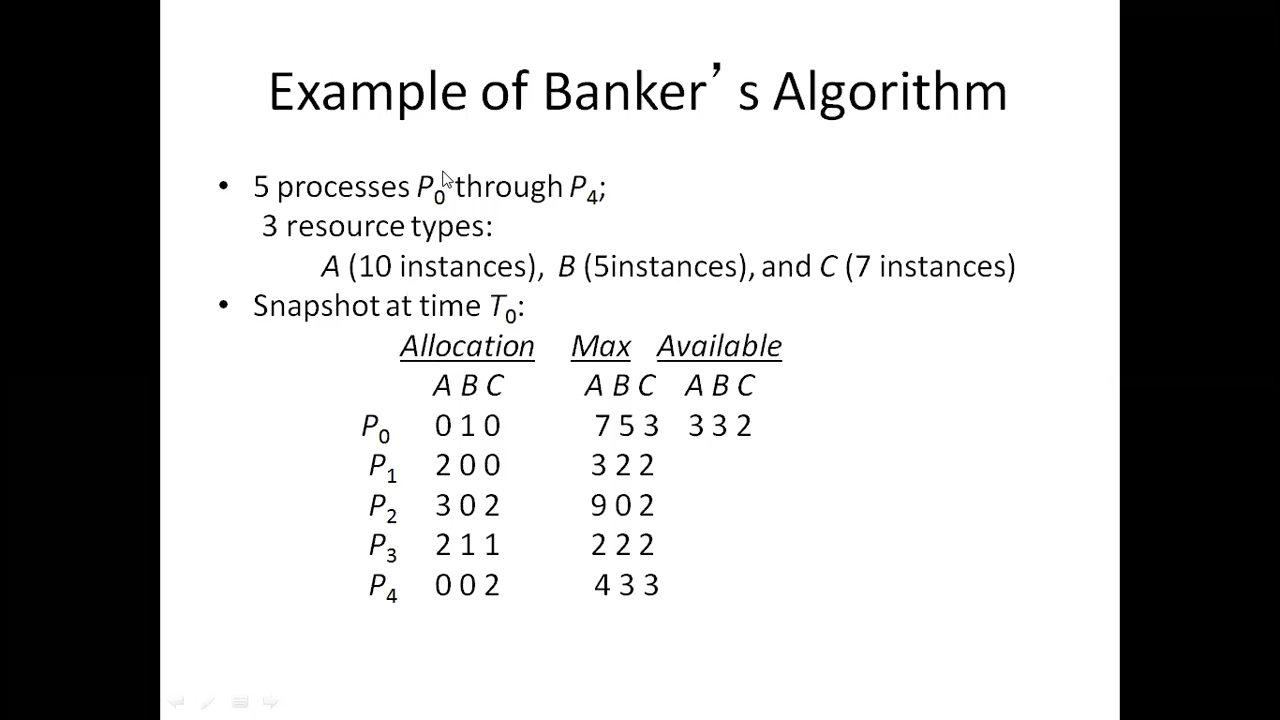 Example of Banker’s Algorithm
• 5 processes P0 through P4;
3 resource types:
A (10 instances), B (5instances), and C (7 instances)
• Snapshot at time T0:
Allocation Max Available
A B C A B C A B C
P0 0 1 0 7 5 3 3 3 2
P1 2 0 0 3 2 2
P2 3 0 2 9 0 2
P3 2 1 1 2 2 2
P4 0 0 2 4 3 3